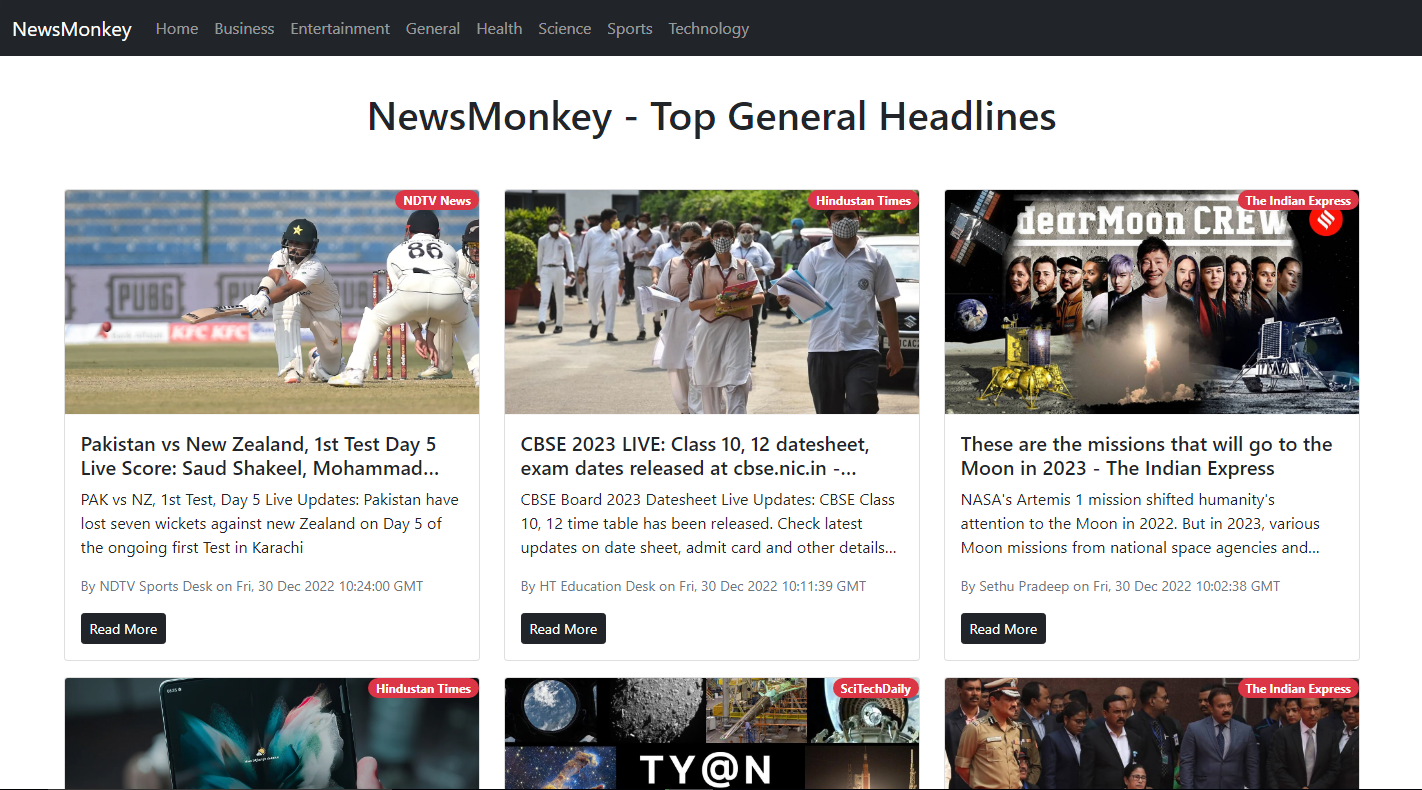 NewsMonkey Home Business Entertainment General Health Science Sports Technology
NewsMonkey - Top General Headlines
NDTV News
86
PUBG
PUBG
KFC KFC
Pakistan vs New Zealand, 1st Test Day 5
Live Score: Saud Shakeel, Mohammad...
PAK vs NZ, 1st Test, Day 5 Live Updates: Pakistan have
lost seven wickets against new Zealand on Day 5 of
the ongoing first Test in Karachi
By NDTV Sports Desk on Fri, 30 Dec 2022 10:24:00 GMT
Read More
Hindustan Times
CBSE 2023 LIVE: Class 10, 12 datesheet,
exam dates released at cbse.nic.in -...
CBSE Board 2023 Datesheet Live Updates: CBSE Class
10, 12 time table has been released. Check latest
updates on date sheet, admit card and other details...
By HT Education Desk on Fri, 30 Dec 2022 10:11:39 GMT
Read More
The Indian Express
dearMoon CREW
These are the missions that will go to the
Moon in 2023 - The Indian Express
NASA's Artemis 1 mission shifted humanity's
attention to the Moon in 2022. But in 2023, various
Moon missions from national space agencies and...
By Sethu Pradeep on Fri, 30 Dec 2022 10:02:38 GMT
Read More
Hindustan Times
SciTechDaily
TY@N
The Indian Express